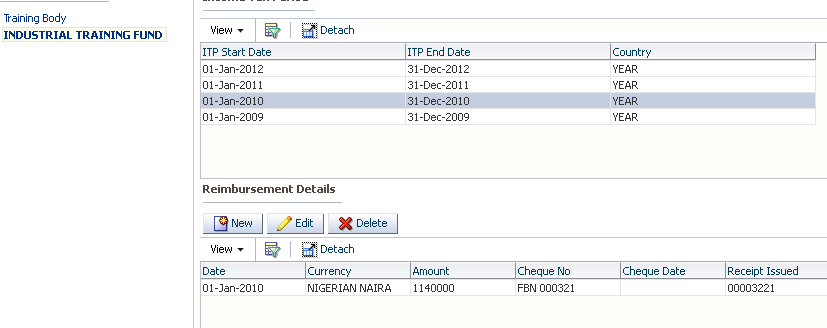 Income Tax Period
Training Body
INDUSTRIAL TRAINING FUND
View Detach
ITP Start Date ITP End Date Country
01-Jan-2012 31-Dec-2012 YEAR
01-Jan-2011 31-Dec-2011 YEAR
01-Jan-2010 31-Dec-2010 YEAR
01-Jan-2009 31-Dec-2009 YEAR
Reimbursement Details
New Edit Delete
View Detach
Date Currency Amount Cheque No Cheque Date Receipt Issued
01-Jan-2010 NIGERIAN NAIRA 1140000 FBN 000321 00003221